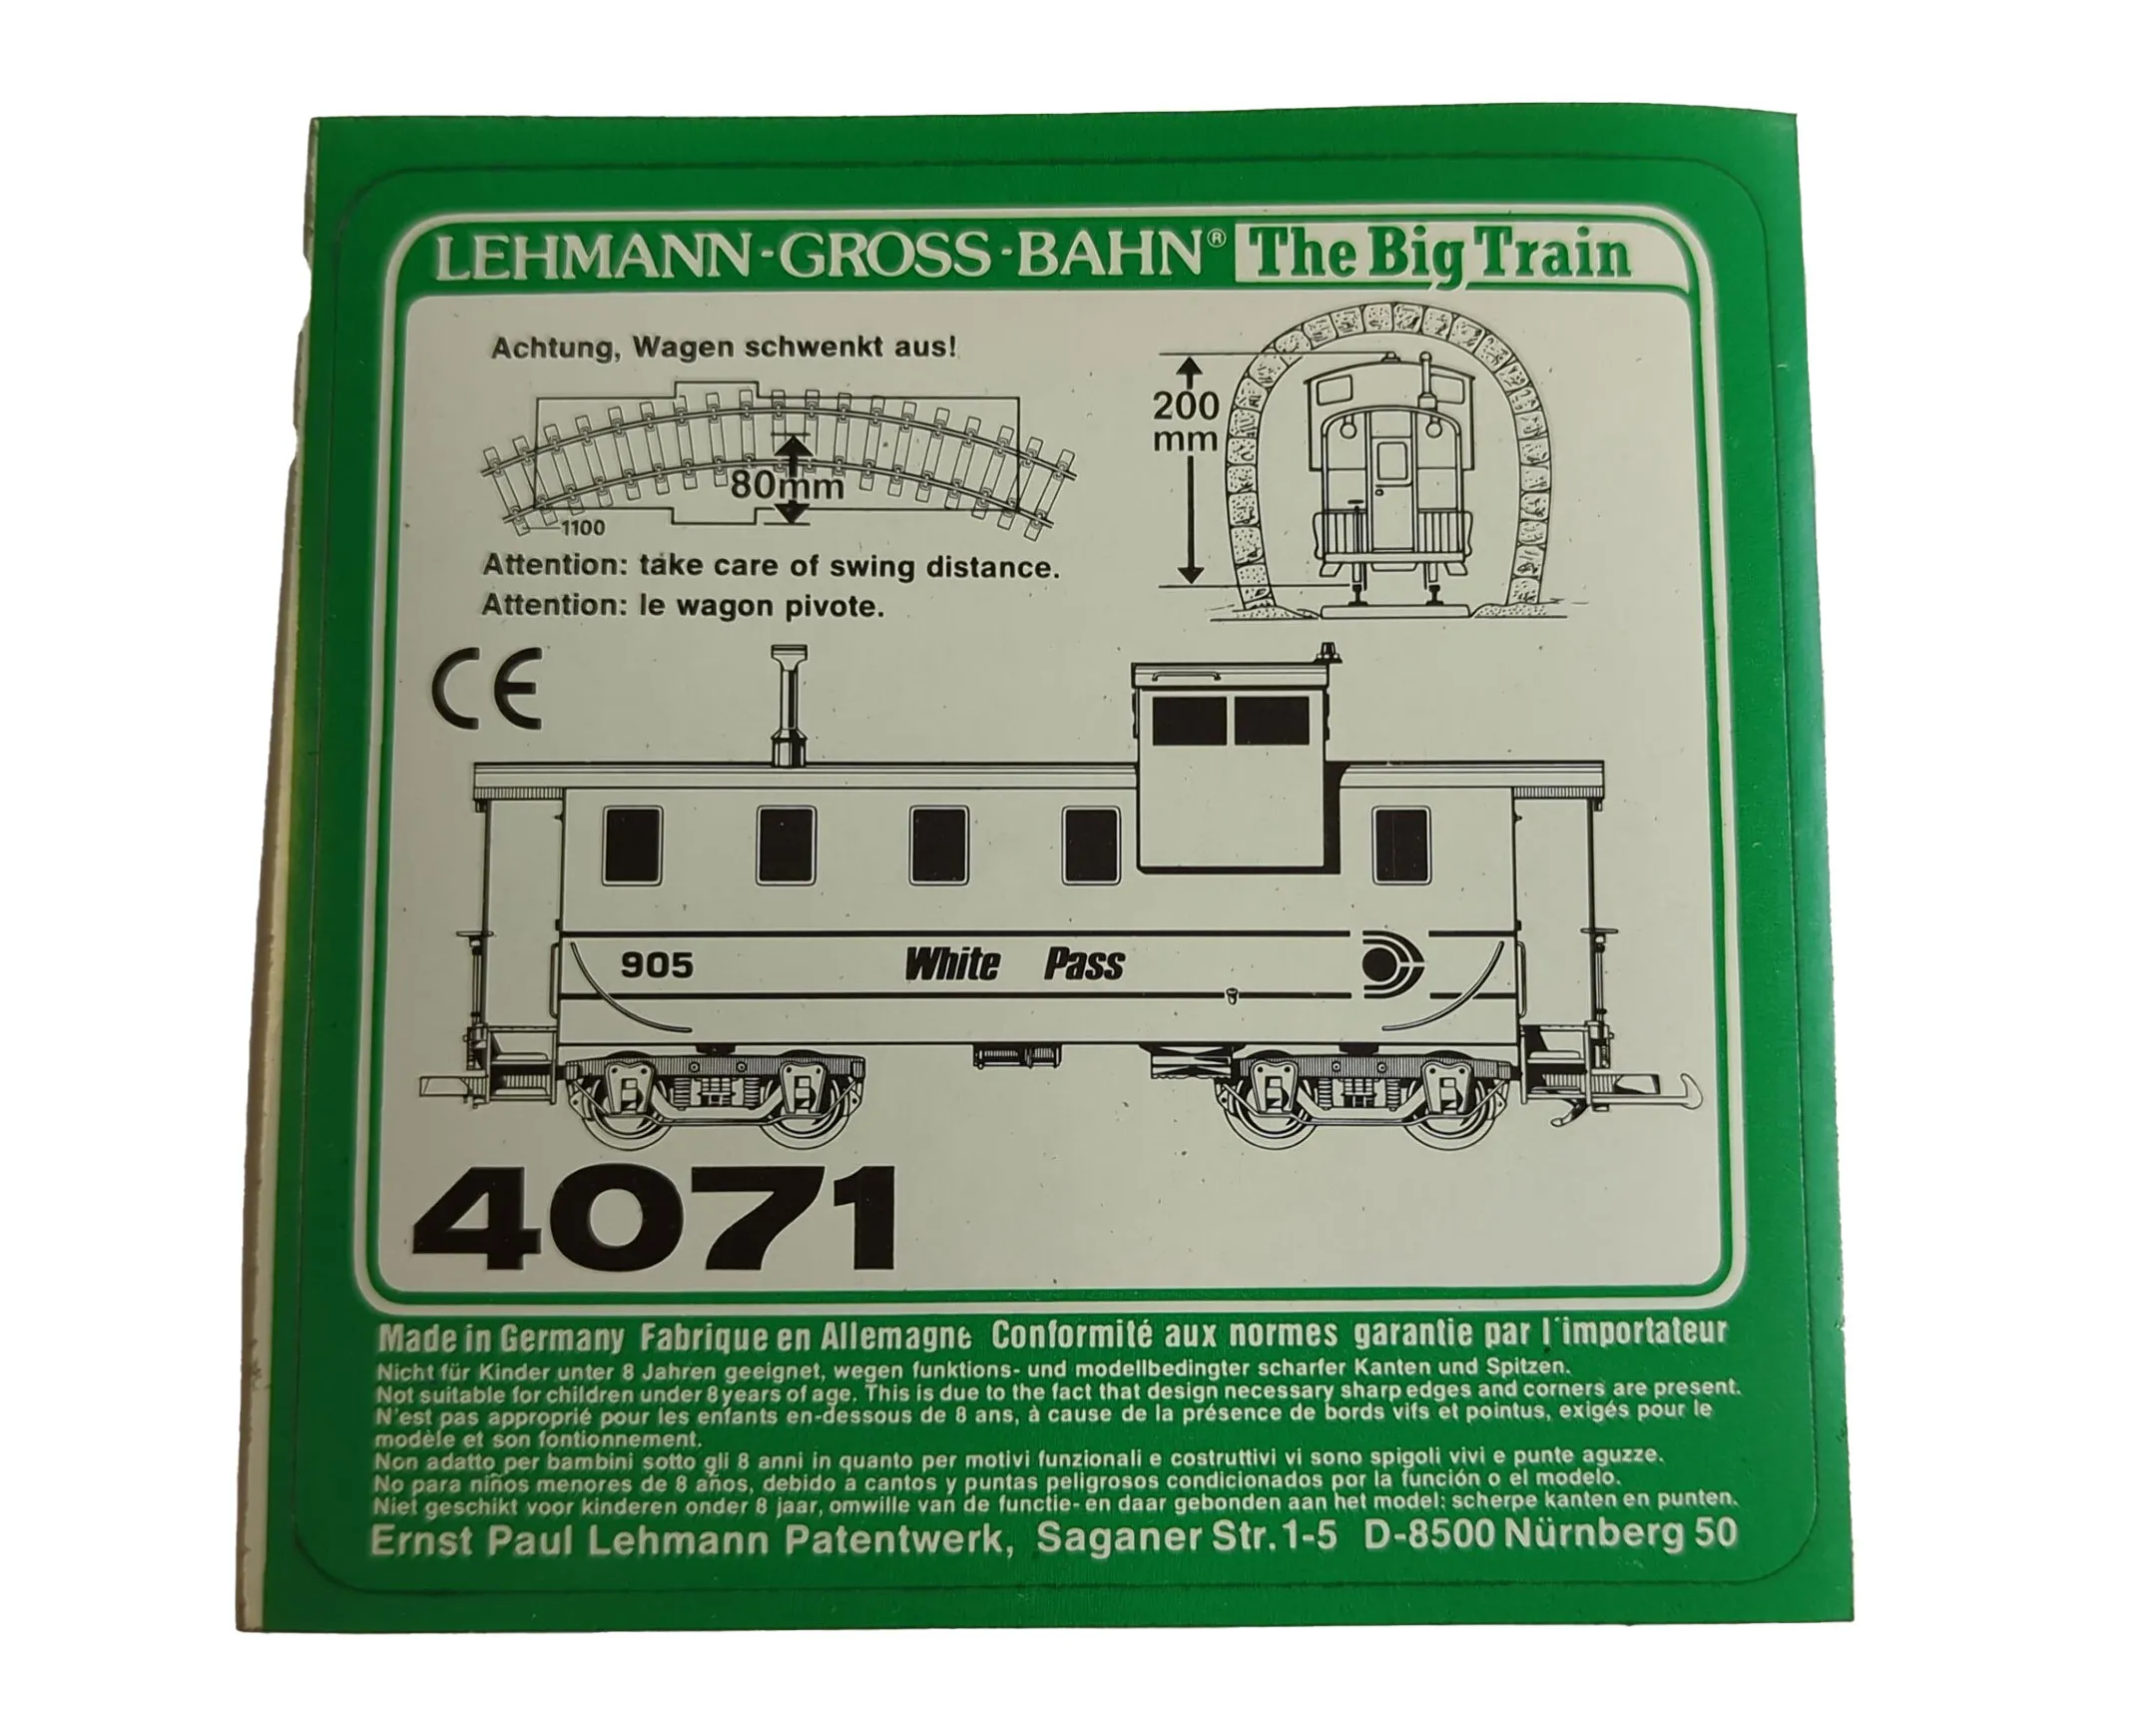 LEHMANN-GROSS-BAHN® The Big Train
Achtung, Wagen schwenkt aus!
80mm
1100
Attention: take care of swing distance.
Attention: le wagon pivote.
200
mm
CE
905 White Pass
4071
Made in Germany Fabrique en Allemagne Conformité aux normes garantie par l'importateur
Nicht für Kinder unter 8 Jahren geeignet, wegen funktions- und modellbedingter scharfer Kanten und Spitzen.
Not suitable for children under 8 years of age. This is due to the fact that design necessary sharp edges and corners are present.
N'est pas approprié pour les enfants en-dessous de 8 ans, à cause de la présence de bords vifs et pointus, exigés pour le
modèle et son fontionnement.
Non adatto per bambini sotto gli 8 anni in quanto per motivi funzionali e costruttivi vi sono spigoli vivi e punte aguzze.
No para niños menores de 8 años, debido a cantos y puntas peligrosos condicionados por la función o el modelo.
Niet geschikt voor kinderen onder 8 jaar, omwille van de functie- en daar gebonden aan het model; scherpe kanten en punten.
Ernst Paul Lehmann Patentwerk, Saganer Str. 1-5 D-8500 Nürnberg 50